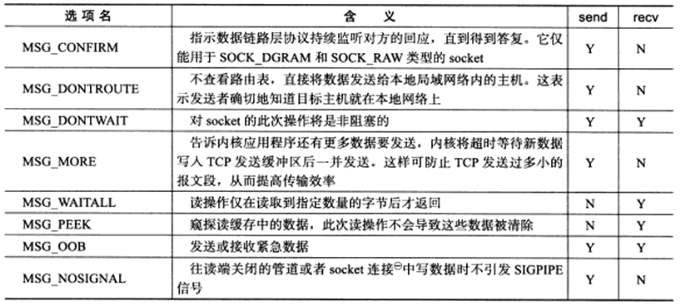 选项名 含义 send recv
MSG_CONFIRM 指示数据链路层协议持续监听对方的回应，直到得到答复。它仅
能用于 SOCK_DGRAM 和 SOCK_RAW 类型的 socket Y N
MSG_DONTROUTE 不查看路由表，直接将数据发送给本地局域网络内的主机。这表
示发送者确切地知道目标主机就在本地网络上 Y N
MSG_DONTWAIT 对 socket 的此次操作将是非阻塞的 Y Y
告诉内核应用程序还有更多数据要发送，内核将超时等待新数据
MSG_MORE 写入 TCP 发送缓冲区后一并发送。这样可防止 TCP 发送过多小的 Y N
报文段，从而提高传输效率
MSG_WAITALL 读操作仅在读取到指定数量的字节后才返回 N Y
MSG_PEEK 窥探读缓存中的数据，此次读操作不会导致这些数据被清除 N Y
MSG_OOB 发送或接收紧急数据 Y Y
MSG_NOSIGNAL 往读端关闭的管道或者 socket 连接㊀中写数据时不引发 SIGPIPE
信号 Y N